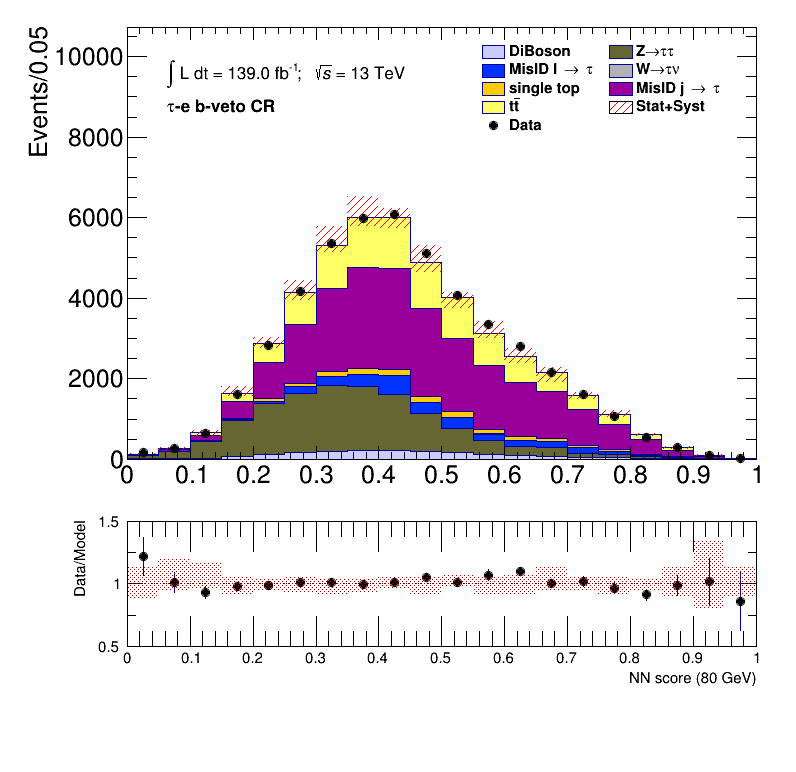 Events/0.05
10000
8000
6000
4000
2000
0
∫ L dt = 139.0 fb⁻¹; √s = 13 TeV
τ-e b-veto CR
DiBoson
MisID l → τ
single top
tt̄
Data
Z→ττ
W→τν
MisID j → τ
Stat+Syst
0 0.1 0.2 0.3 0.4 0.5 0.6 0.7 0.8 0.9 1
Data/Model
1.5
1
0.5
0 0.1 0.2 0.3 0.4 0.5 0.6 0.7 0.8 0.9 1
NN score (80 GeV)